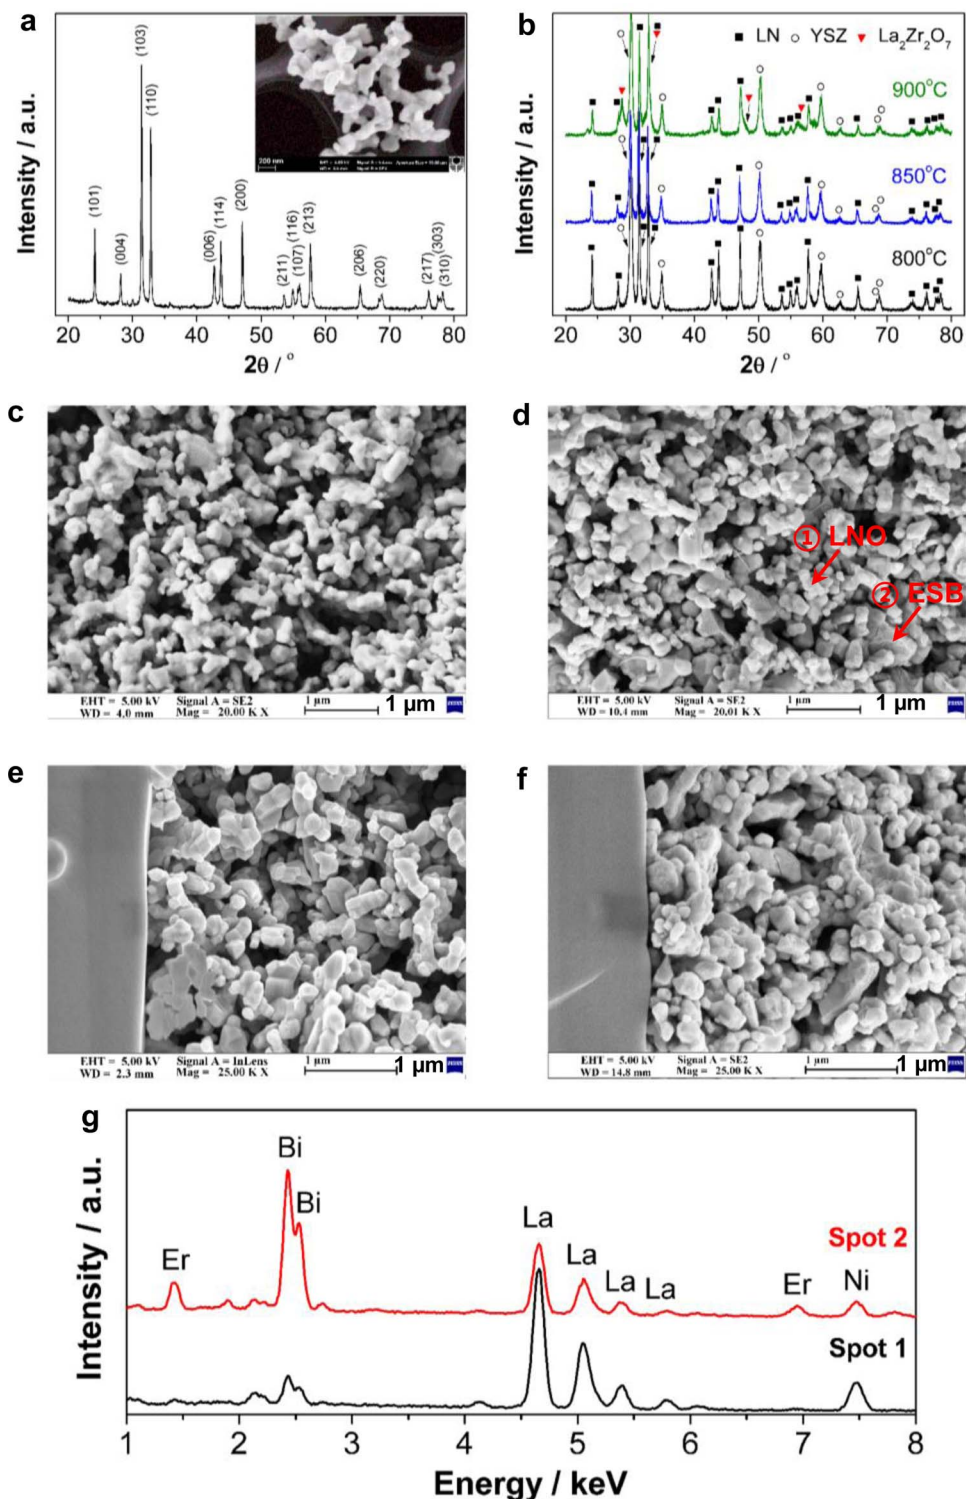 a
Intensity / a.u.
(101)
(004)
(103)
(110)
(006)
(114)
(200)
(211)
(107)
(116)
(213)
(206)
(220)
(217)
(310)
(303)
200 nm
20 30 40 50 60 70 80
2θ / °
b
Intensity / a.u.
■ LN ○ YSZ ▼ La₂Zr₂O₇
900°C
850°C
800°C
20 30 40 50 60 70 80
2θ / °
c
EHT = 5.00 kV Signal A = SE2 1 µm 1 µm
WD = 4.0 mm Mag = 20.00 K X
ZEISS
d
① LNO
② ESB
EHT = 5.00 kV Signal A = SE2 1 µm 1 µm
WD = 10.4 mm Mag = 20.01 K X
ZEISS
e
EHT = 5.00 kV Signal A = InLens 1 µm 1 µm
WD = 2.3 mm Mag = 25.00 K X
ZEISS
f
EHT = 5.00 kV Signal A = SE2 1 µm 1 µm
WD = 14.8 mm Mag = 25.00 K X
ZEISS
g
Intensity / a.u.
Er
Bi
Bi
La
La
La
La
Er
Ni
Spot 2
Spot 1
1 2 3 4 5 6 7 8
Energy / keV